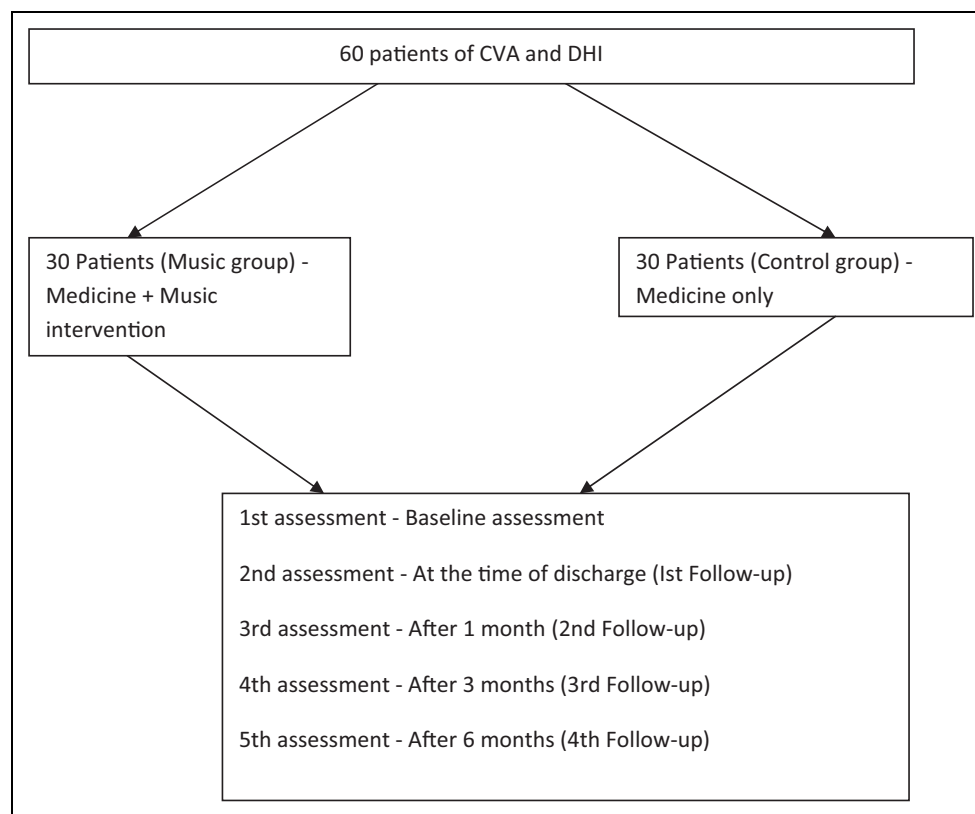 60 patients of CVA and DHI
30 Patients (Music group) -
Medicine + Music
intervention
30 Patients (Control group) -
Medicine only
1st assessment - Baseline assessment
2nd assessment - At the time of discharge (Ist Follow-up)
3rd assessment - After 1 month (2nd Follow-up)
4th assessment - After 3 months (3rd Follow-up)
5th assessment - After 6 months (4th Follow-up)